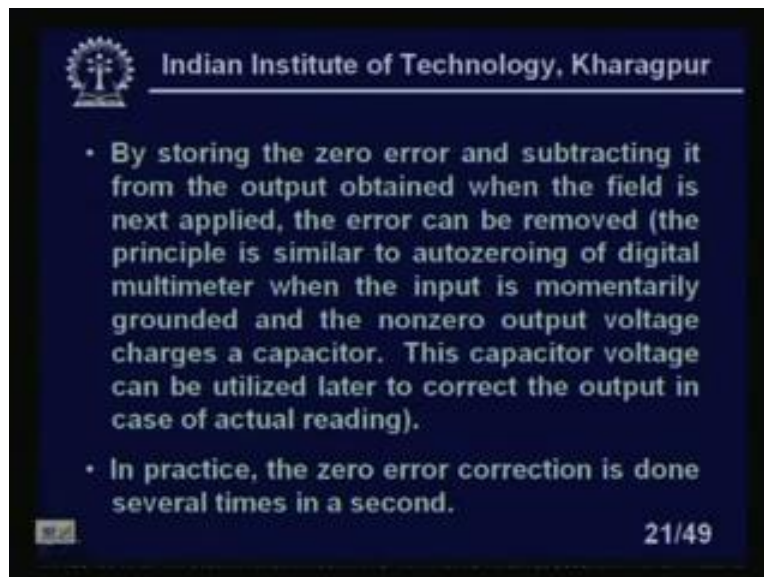 Indian Institute of Technology, Kharagpur
• By storing the zero error and subtracting it
from the output obtained when the field is
next applied, the error can be removed (the
principle is similar to autozeroing of digital
multimeter when the input is momentarily
grounded and the nonzero output voltage
charges a capacitor. This capacitor voltage
can be utilized later to correct the output in
case of actual reading).
• In practice, the zero error correction is done
several times in a second.
21/49